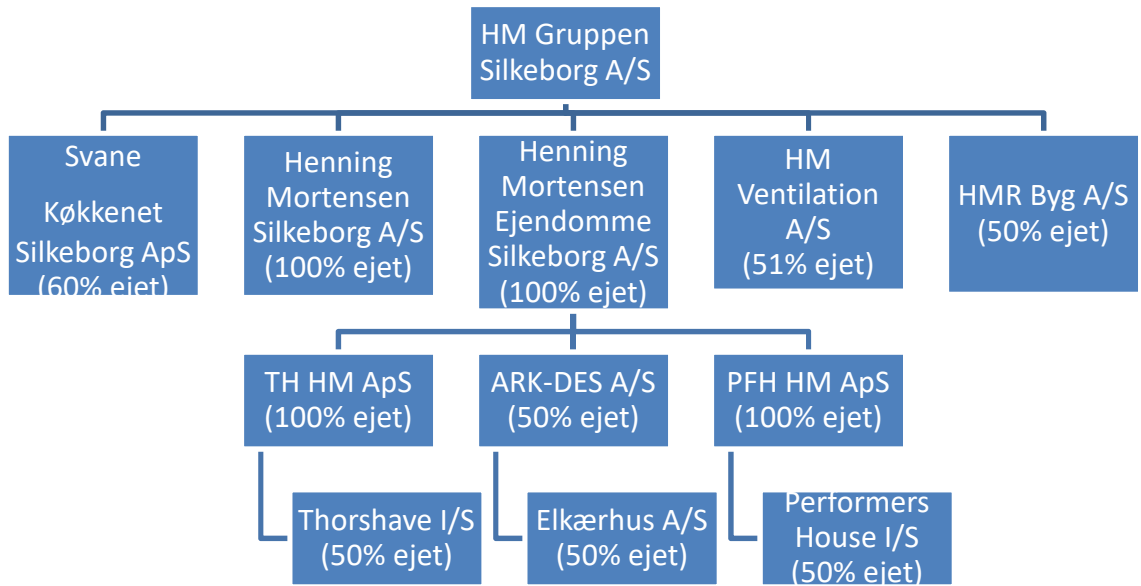 HM Gruppen
Silkeborg A/S
Svane
Køkkenet
Silkeborg ApS
(60% ejet)
Henning
Mortensen
Silkeborg A/S
(100% ejet)
Henning
Mortensen
Ejendomme
Silkeborg A/S
(100% ejet)
HM
Ventilation
A/S
(51% ejet)
HMR Byg A/S
(50% ejet)
TH HM ApS
(100% ejet)
ARK-DES A/S
(50% ejet)
PFH HM ApS
(100% ejet)
Thorshave I/S
(50% ejet)
Elkærhus A/S
(50% ejet)
Performers
House I/S
(50% ejet)